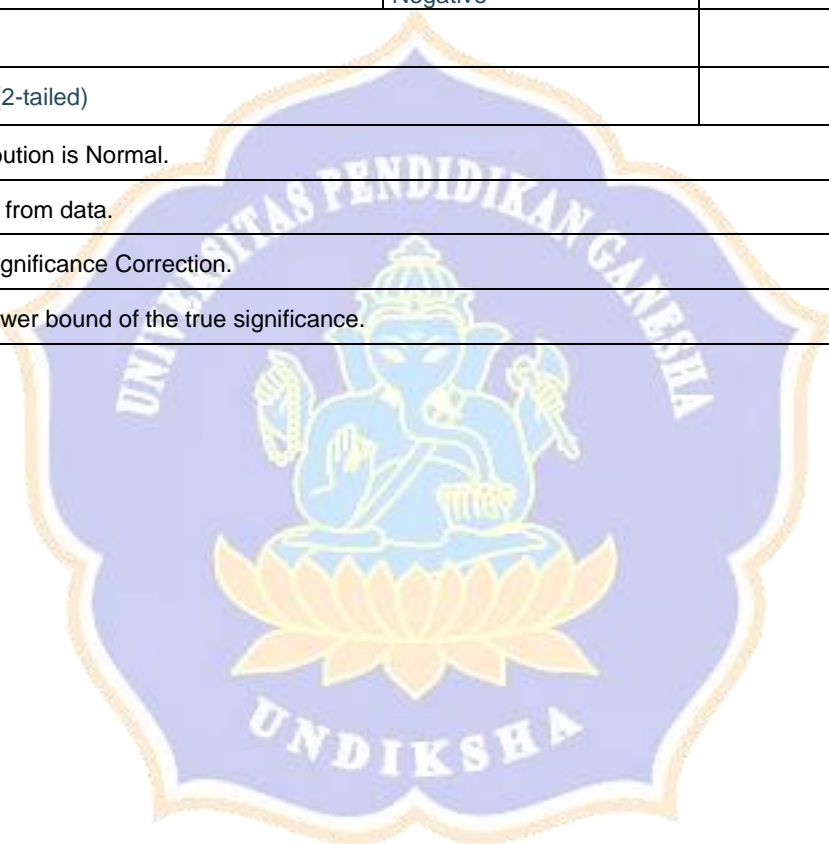 Negative
(2-tailed)
ution is Normal.
from data.
gnificance Correction.
wer bound of the true significance.
UNIVERSITAS PENDIDIKAN GANESHA
UNDIKSHA